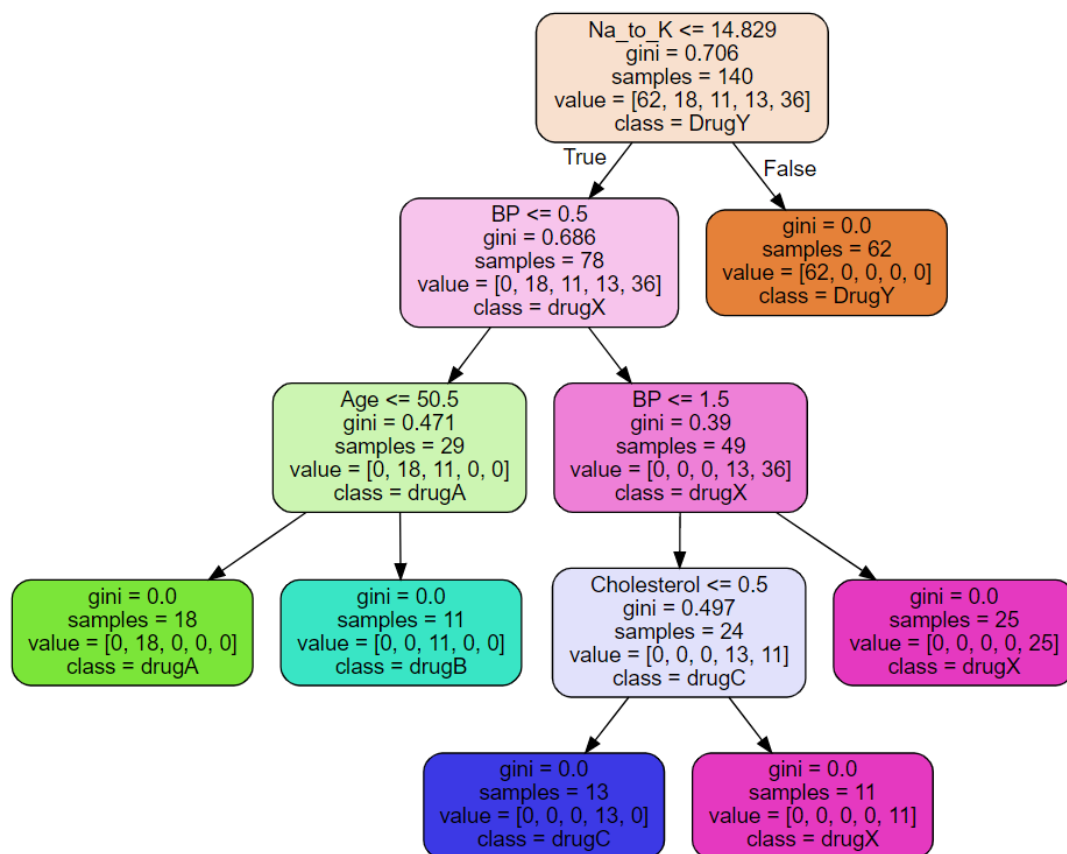 Na_to_K <= 14.829
gini = 0.706
samples = 140
value = [62, 18, 11, 13, 36]
class = DrugY
True
False
BP <= 0.5
gini = 0.686
samples = 78
value = [0, 18, 11, 13, 36]
class = drugX
gini = 0.0
samples = 62
value = [62, 0, 0, 0, 0]
class = DrugY
Age <= 50.5
gini = 0.471
samples = 29
value = [0, 18, 11, 0, 0]
class = drugA
BP <= 1.5
gini = 0.39
samples = 49
value = [0, 0, 0, 13, 36]
class = drugX
gini = 0.0
samples = 18
value = [0, 18, 0, 0, 0]
class = drugA
gini = 0.0
samples = 11
value = [0, 0, 11, 0, 0]
class = drugB
Cholesterol <= 0.5
gini = 0.497
samples = 24
value = [0, 0, 0, 13, 11]
class = drugC
gini = 0.0
samples = 25
value = [0, 0, 0, 0, 25]
class = drugX
gini = 0.0
samples = 13
value = [0, 0, 0, 13, 0]
class = drugC
gini = 0.0
samples = 11
value = [0, 0, 0, 0, 11]
class = drugX